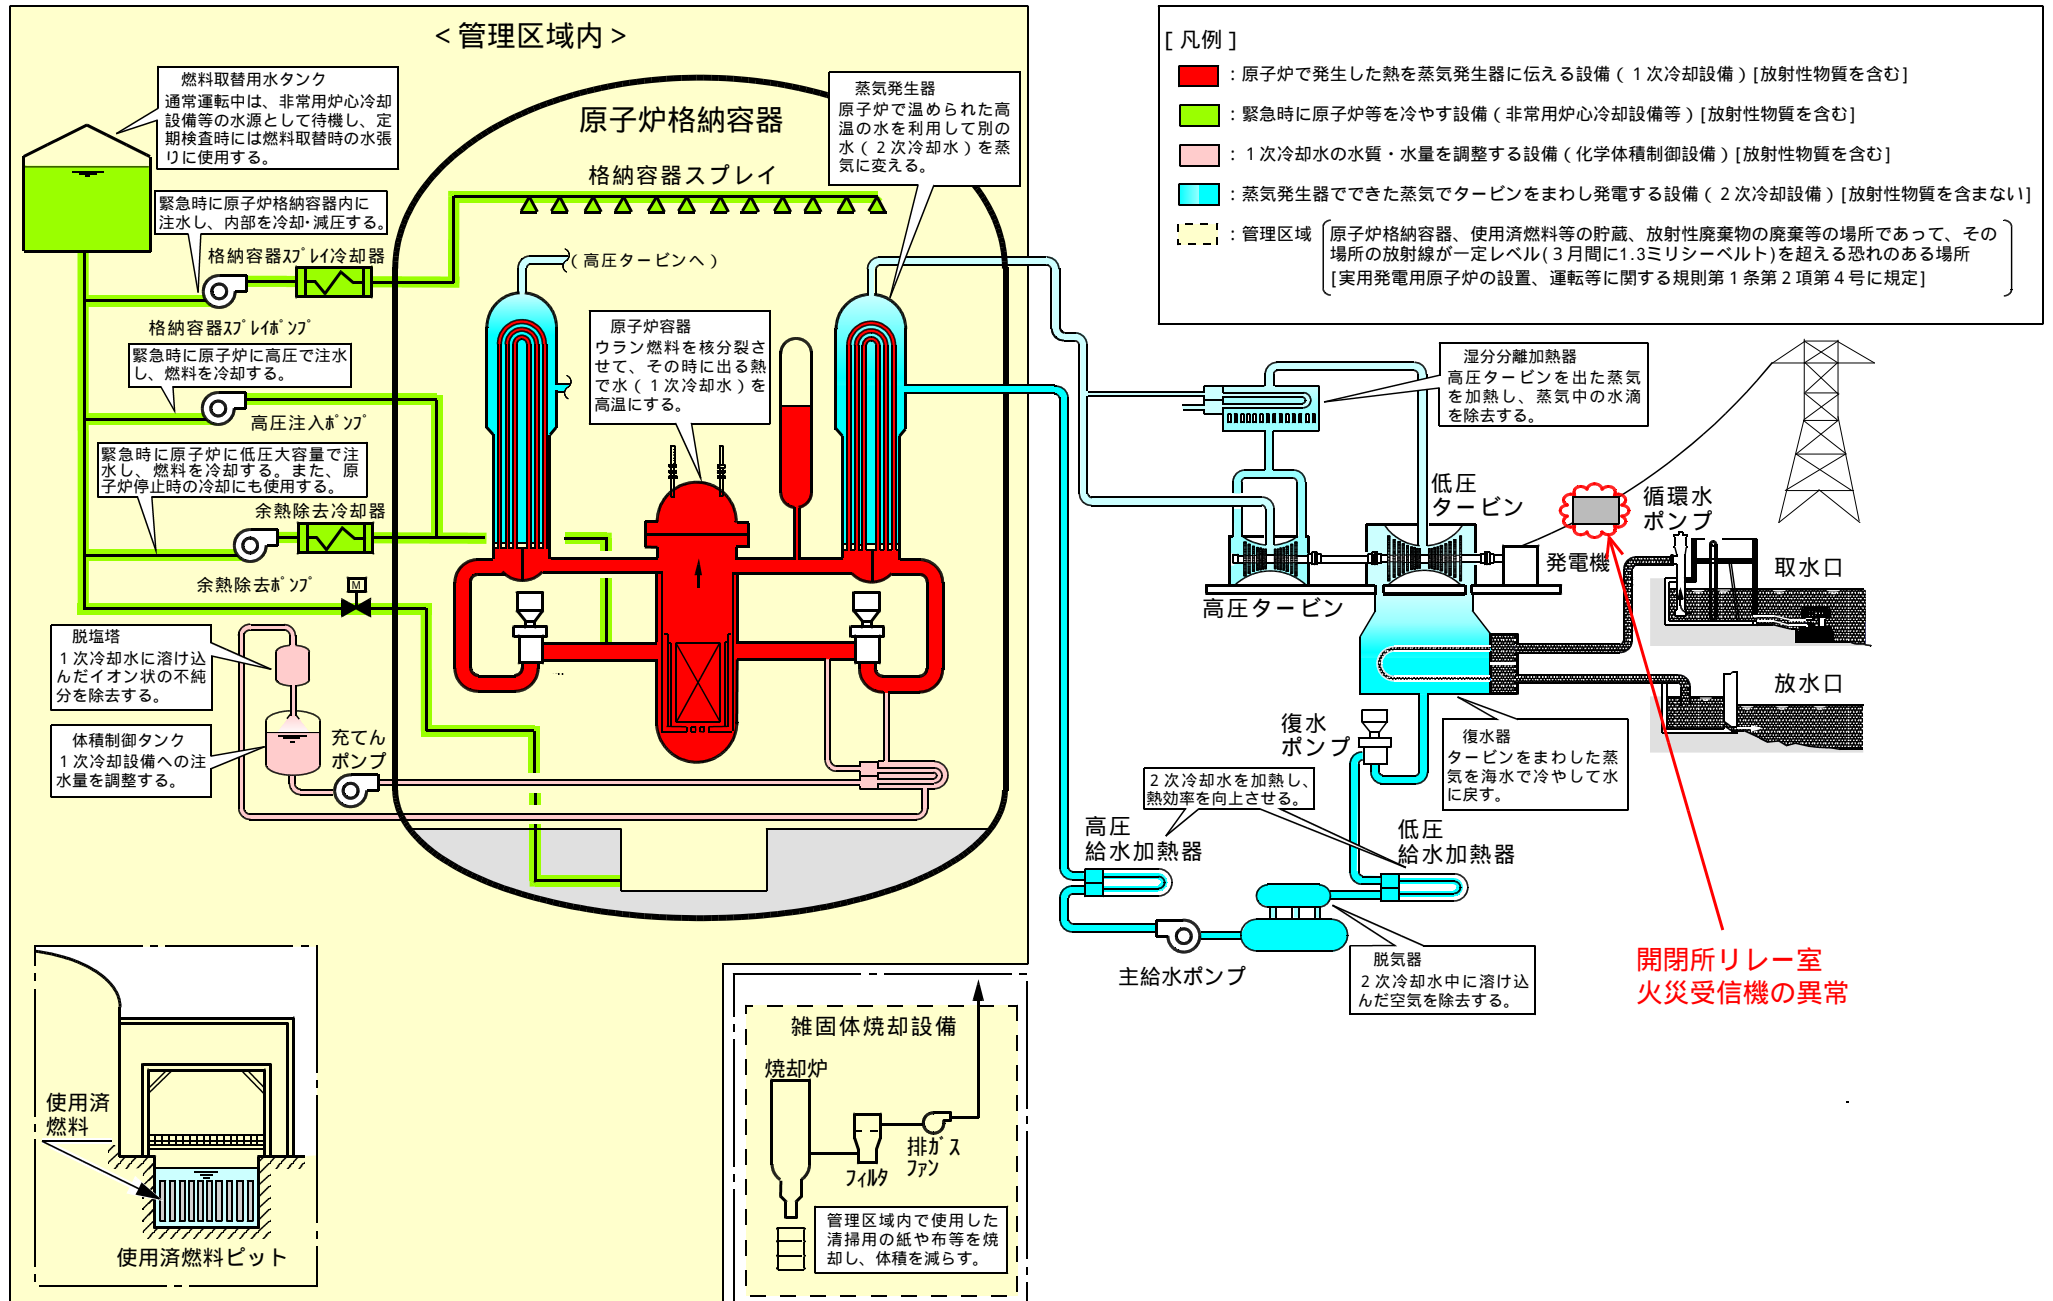 ＜管理区域内＞
燃料取替用水タンク
通常運転中は、非常用炉心冷却
設備等の水源として待機し、定
期検査時には燃料取替時の水張
りに使用する。
原子炉格納容器
蒸気発生器
原子炉で温められた高
温の水を利用して別の
水（２次冷却水）を蒸
気に変える。
格納容器スプレイ
緊急時に原子炉格納容器内に
注水し、内部を冷却・減圧する。
格納容器ｽﾌﾟﾚｲ冷却器
（高圧タービンへ）
格納容器ｽﾌﾟﾚｲﾎﾟﾝﾌﾟ
原子炉容器
ウラン燃料を核分裂さ
せて、その時に出る熱
で水（１次冷却水）を
高温にする。
緊急時に原子炉に高圧で注水
し、燃料を冷却する。
高圧注入ﾎﾟﾝﾌﾟ
緊急時に原子炉に低圧大容量で注
水し、燃料を冷却する。また、原
子炉停止時の冷却にも使用する。
余熱除去冷却器
余熱除去ﾎﾟﾝﾌﾟ
M
脱塩塔
１次冷却水に溶け込
んだイオン状の不純
分を除去する。
体積制御タンク
１次冷却設備への注
水量を調整する。
充てん
ポンプ
[凡例]
：原子炉で発生した熱を蒸気発生器に伝える設備（１次冷却設備）[放射性物質を含む]
：緊急時に原子炉等を冷やす設備（非常用炉心冷却設備等）[放射性物質を含む]
：１次冷却水の水質・水量を調整する設備（化学体積制御設備）[放射性物質を含む]
：蒸気発生器でできた蒸気でタービンをまわし発電する設備（２次冷却設備）[放射性物質を含まない]
：管理区域
原子炉格納容器、使用済燃料等の貯蔵、放射性廃棄物の廃棄等の場所であって、その
場所の放射線が一定レベル(３月間に1.3ミリシーベルト)を超える恐れのある場所
[実用発電用原子炉の設置、運転等に関する規則第１条第２項第４号に規定]
湿分分離加熱器
高圧タービンを出た蒸気
を加熱し、蒸気中の水滴
を除去する。
低圧
タービン
高圧タービン
発電機
循環水
ポンプ
取水口
放水口
復水
ポンプ
復水器
タービンをまわした蒸
気を海水で冷やして水
に戻す。
２次冷却水を加熱し、
熱効率を向上させる。
高圧
給水加熱器
低圧
給水加熱器
主給水ポンプ
脱気器
２次冷却水中に溶け込
んだ空気を除去する。
開閉所リレー室
火災受信機の異常
使用済
燃料
使用済燃料ピット
雑固体焼却設備
焼却炉
フィルタ
排ｶﾞｽ
ファン
管理区域内で使用した
清掃用の紙や布等を焼
却し、体積を減らす。